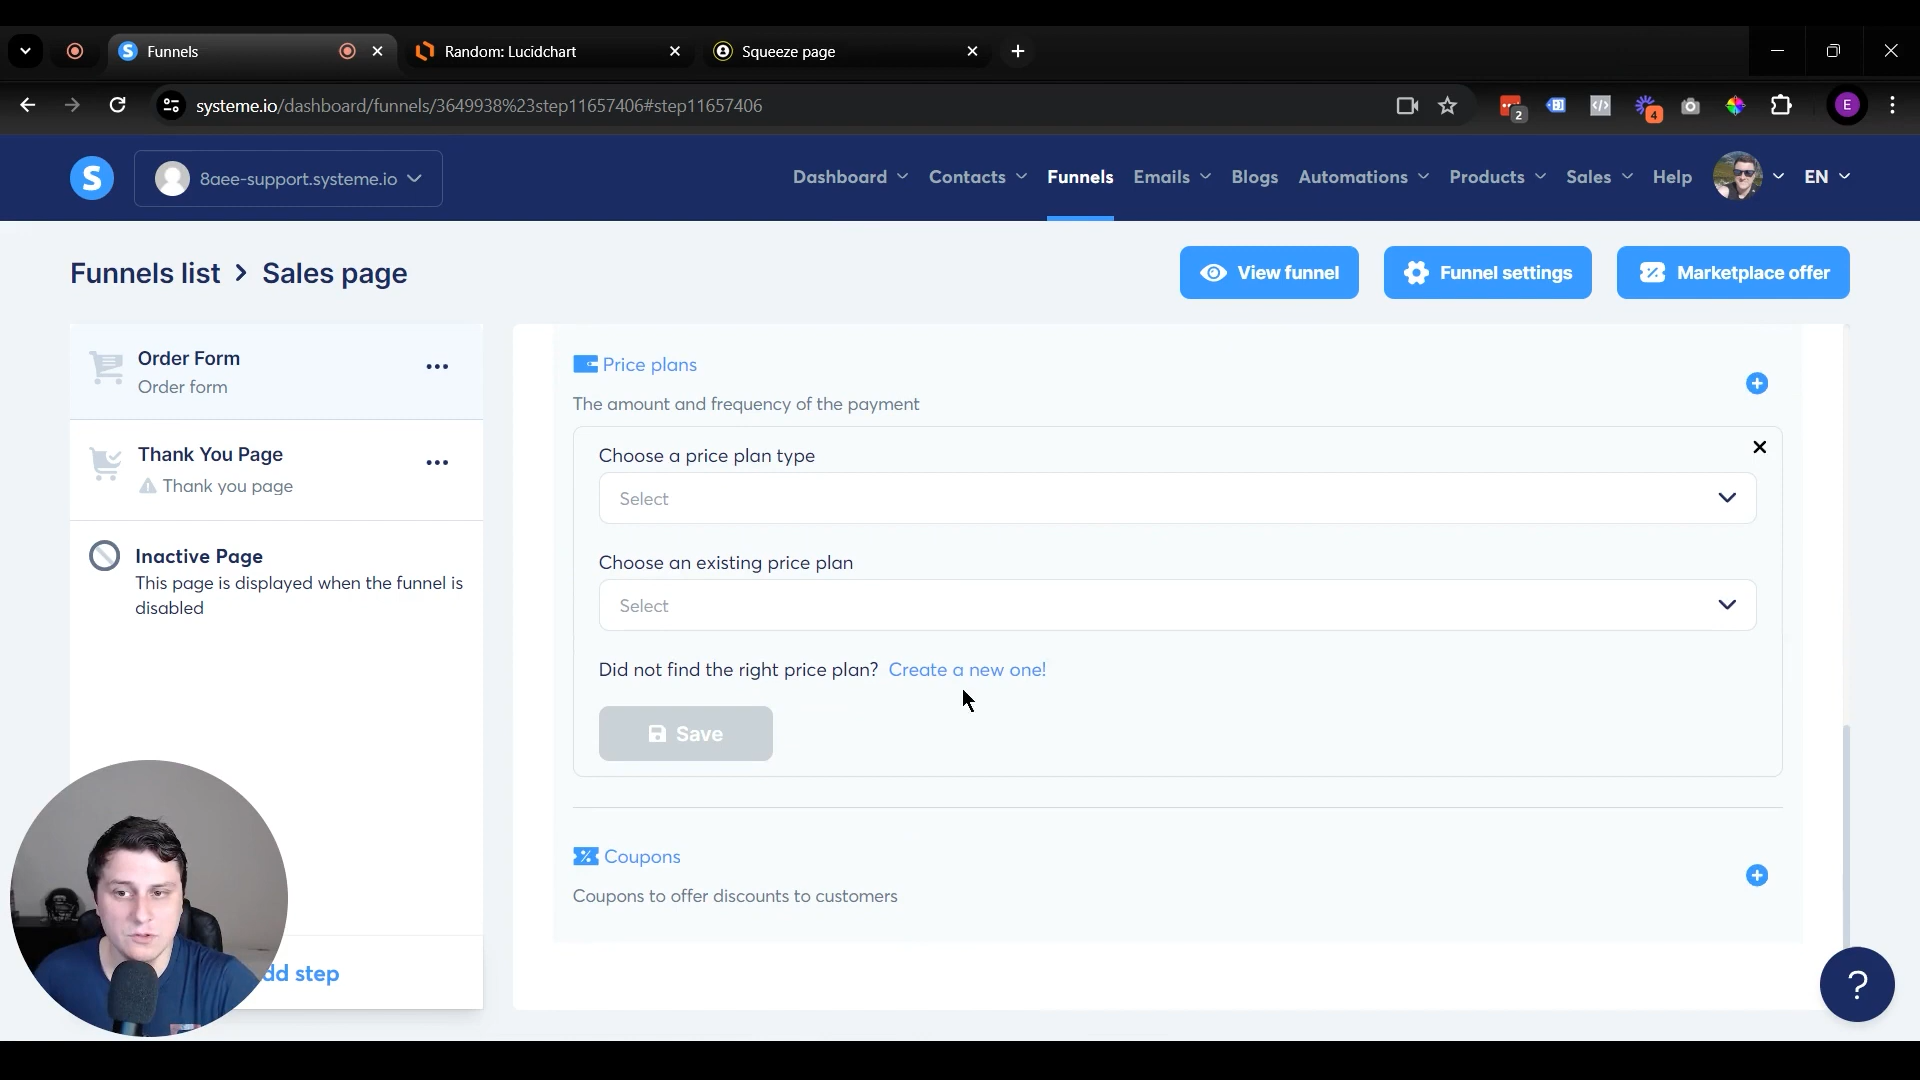 Funnels
Random: Lucidchart
Squeeze page
systeme.io/dashboard/funnels/3649938%23step11657406#step11657406
2
4
E
S
8aee-support.systeme.io
Dashboard
Contacts
Funnels
Emails
Blogs
Automations
Products
Sales
Help
EN
Funnels list > Sales page
View funnel
Funnel settings
Marketplace offer
Order Form
Order form
Thank You Page
Thank you page
Inactive Page
This page is displayed when the funnel is
disabled
dd step
Price plans
The amount and frequency of the payment
Choose a price plan type
Select
Choose an existing price plan
Select
Did not find the right price plan? Create a new one!
Save
Coupons
Coupons to offer discounts to customers
?